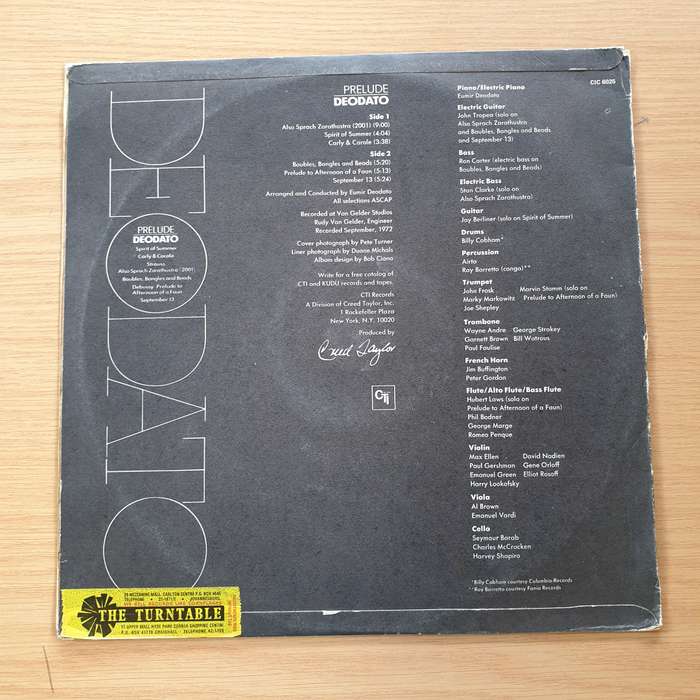 DEODATO
PRELUDE
DEODATO
Spirit of Summer
Carly & Carole
Strauss
Also Sprach Zarathustra (2001)
Baubles, Bangles and Beads
Debussy Prelude to
Afternoon of a Faun
September 13
PRELUDE
DEODATO
Side 1
Also Sprach Zarathustra (2001) (9:00)
Spirit of Summer (4:04)
Carly & Carole (3:38)
Side 2
Baubles, Bangles and Beads (5:20)
Prelude to Afternoon of a Faun (5:13)
September 13 (5:24)
Arranged and Conducted by Eumir Deodato
All selections ASCAP
Recorded at Van Gelder Studios
Rudy Van Gelder, Engineer
Recorded September, 1972
Cover photograph by Pete Turner
Liner photograph by Duane Michals
Album design by Bob Ciano
Write for a free catalog of
CTI and KUDU records and tapes.
CTI Records
A Division of Creed Taylor, Inc.
1 Rockefeller Plaza
New York, N.Y. 10020
Produced by
Creed Taylor
CTI
CIC 6025
Piano/Electric Piano
Eumir Deodato
Electric Guitar
John Tropea (solo on
Also Sprach Zarathustra
and Baubles, Bangles and Beads
and September 13)
Bass
Ron Carter (electric bass on
Baubles, Bangles and Beads)
Electric Bass
Stan Clarke (solo on
Also Sprach Zarathustra)
Guitar
Jay Berliner (solo on Spirit of Summer)
Drums
Billy Cobham*
Percussion
Airto
Ray Barretto (congo)**
Trumpet
John Frosk Marvin Stamm (solo on
Marky Markowitz Prelude to Afternoon of a Faun)
Joe Shepley
Trombone
Wayne Andre George Strakey
Garnett Brown Bill Watrous
Paul Faulise
French Horn
Jim Buffington
Peter Gordon
Flute/Alto Flute/Bass Flute
Hubert Laws (solo on
Prelude to Afternoon of a Faun)
Phil Bodner
George Marge
Romeo Penque
Violin
Max Ellen David Nadien
Paul Gershman Gene Orloff
Emanuel Green Elliot Rosoff
Harry Lookofsky
Viola
Al Brown
Emanuel Vardi
Cello
Seymour Barab
Charles McCracken
Harvey Shapiro
*Billy Cobham courtesy Columbia Records
**Ray Barretto courtesy Fania Records
THE TURNTABLE